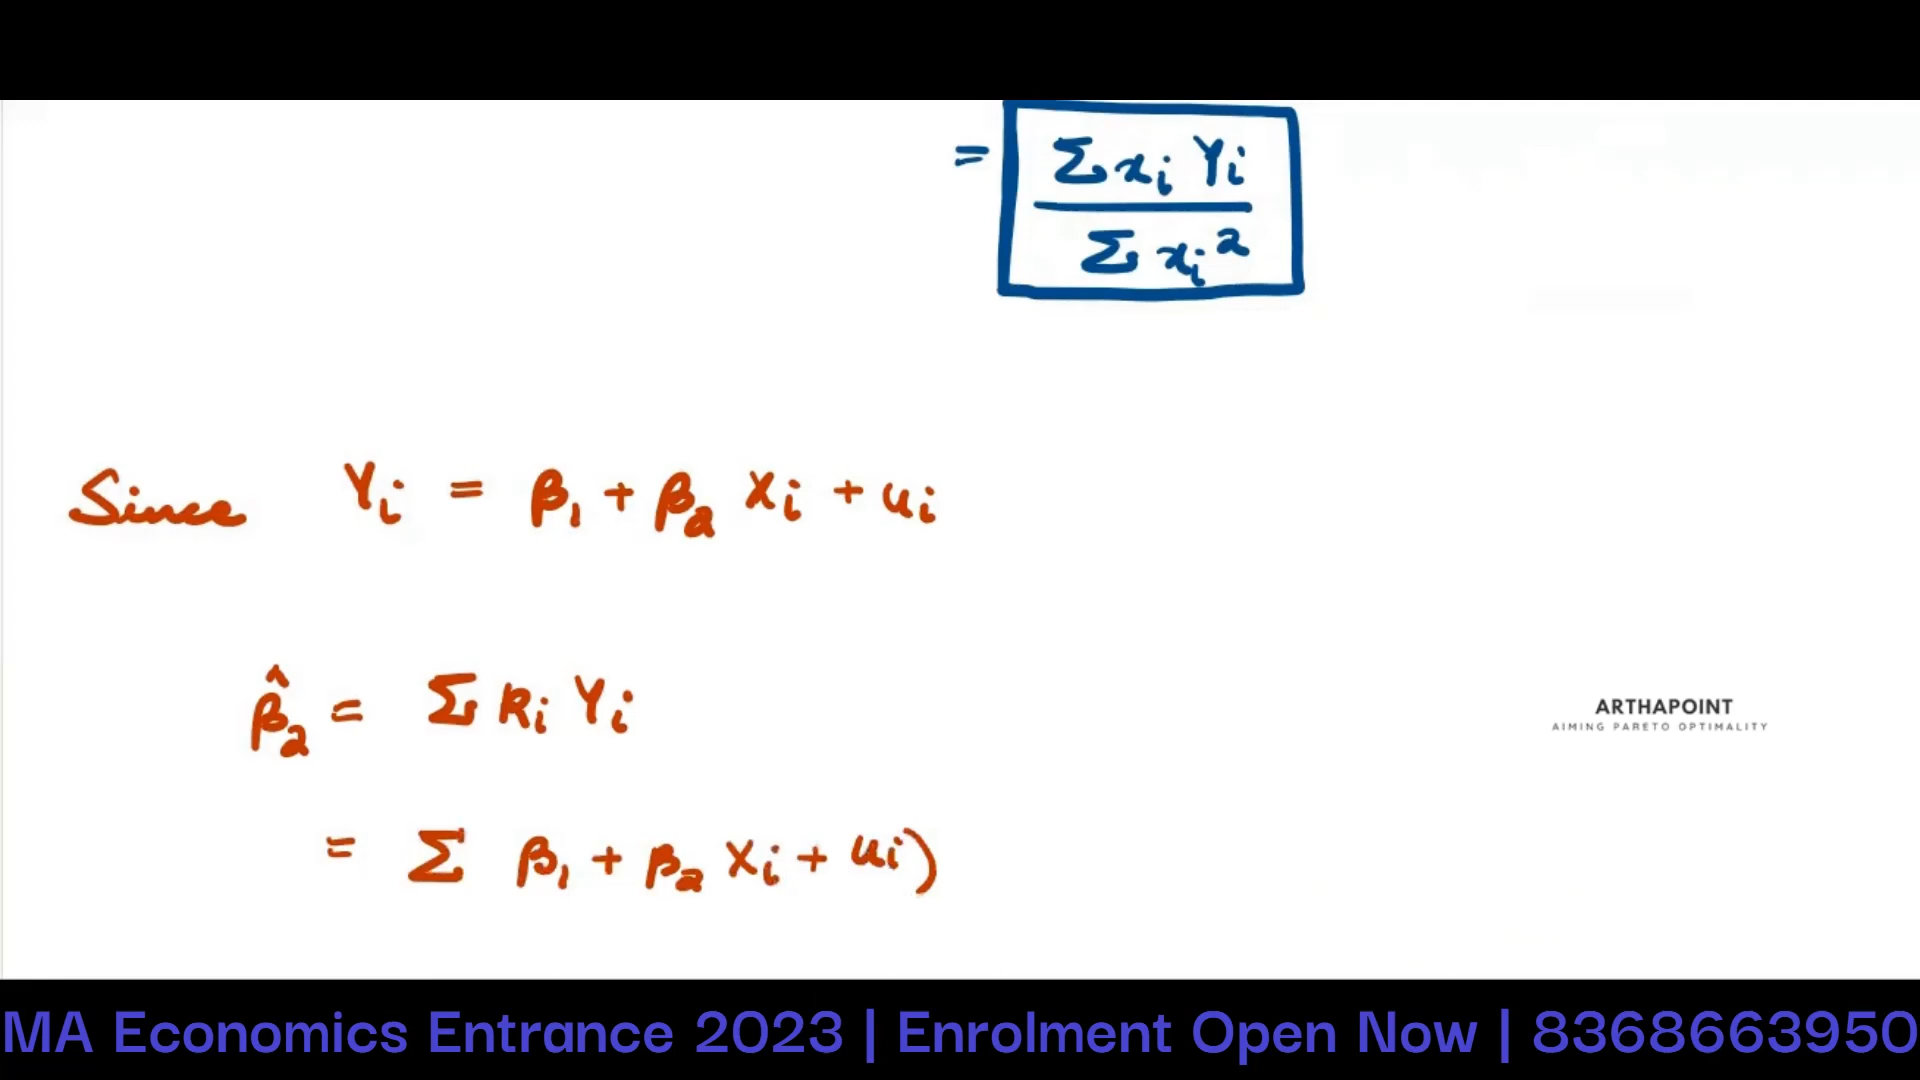 = Σxi Yi
Σxi²
Since Yi = β₁ + β₂ Xi + ui
β̂₂ = Σ ki Yi
= Σ β₁ + β₂ Xi + ui)
ARTHAPOINT
AIMING PARETO OPTIMALITY
MA Economics Entrance 2023 | Enrolment Open Now | 8368663950